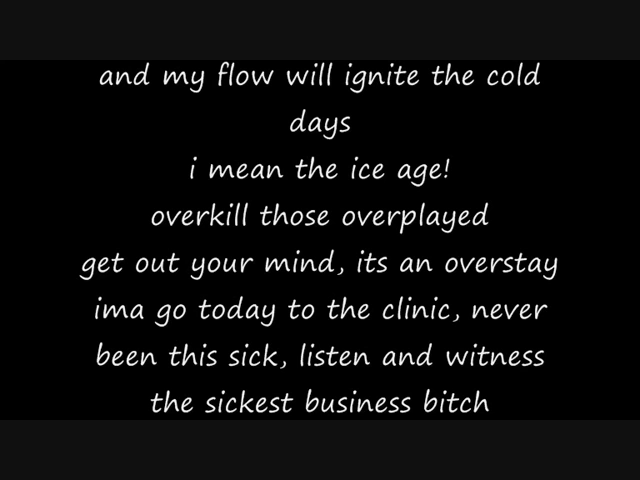 and my flow will ignite the cold
days
i mean the ice age!
overkill those overplayed
get out your mind, its an overstay
ima go today to the clinic, never
been this sick, listen and witness
the sickest business bitch